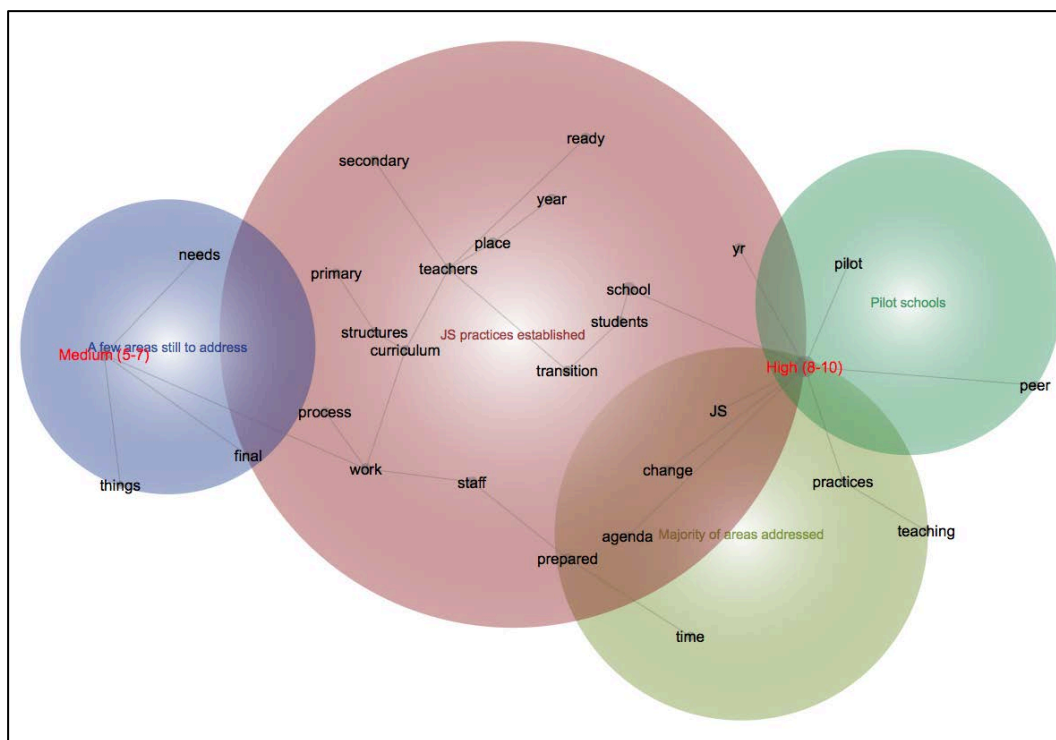 ready
secondary
year
place
yr
needs
pilot
teachers
primary
school
Pilot schools
students
structures
JS practices established
A few areas still to address
curriculum
Medium (5-7)
High (8-10)
transition
peer
process
JS
final
work
change
staff
practices
things
teaching
agenda
Majority of areas addressed
prepared
time